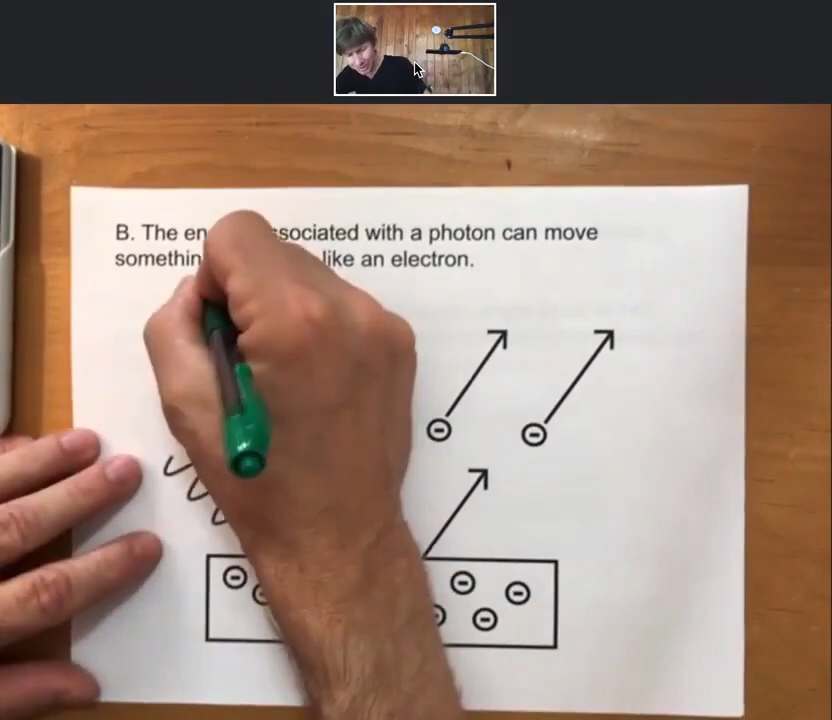 B. The en ssociated with a photon can move
somethin like an electron.